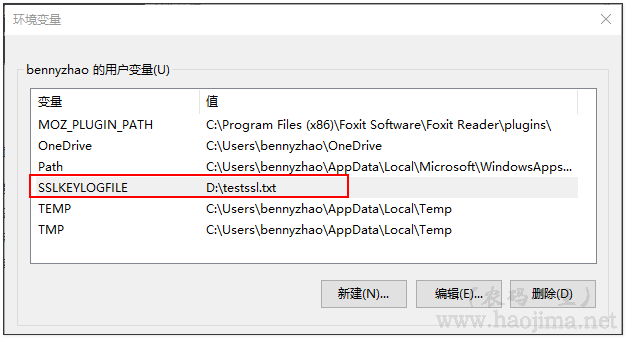 环境变量
bennyzhao 的用户变量(U)
变量 值
MOZ_PLUGIN_PATH C:\Program Files (x86)\Foxit Software\Foxit Reader\plugins\
OneDrive C:\Users\bennyzhao\OneDrive
Path C:\Users\bennyzhao\AppData\Local\Microsoft\WindowsApps...
SSLKEYLOGFILE D:\testssl.txt
TEMP C:\Users\bennyzhao\AppData\Local\Temp
TMP C:\Users\bennyzhao\AppData\Local\Temp
新建(N)... 编辑(E)... 删除(D)
www.haojima.net